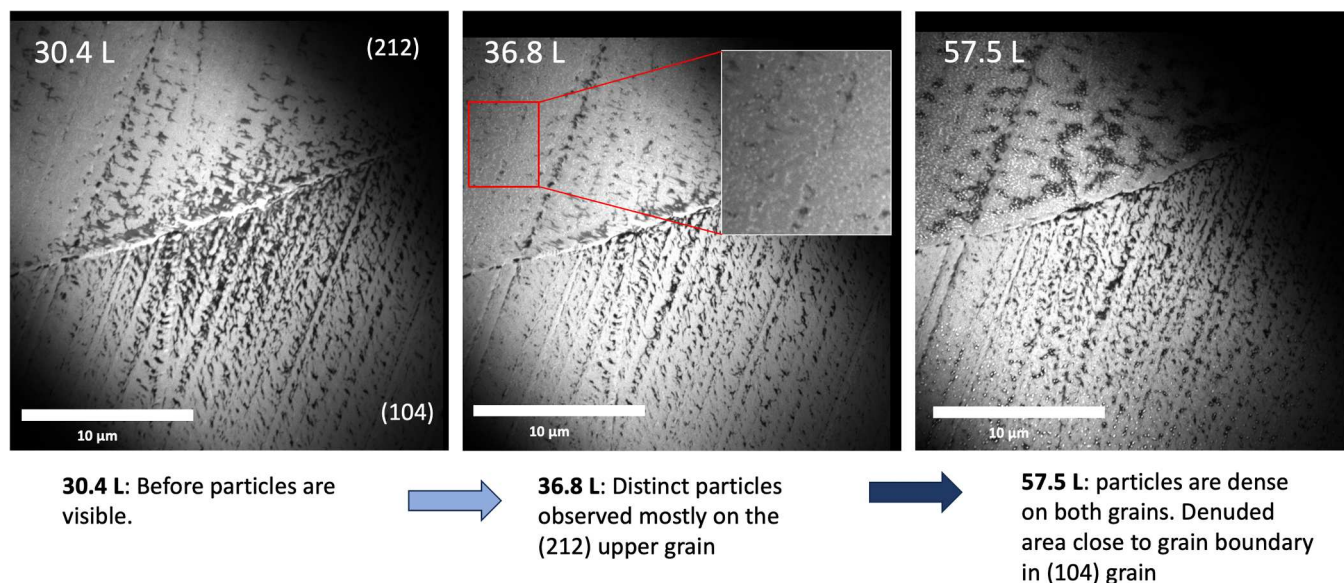 30.4 L
(212)
(104)
10 µm
36.8 L
10 µm
57.5 L
10 µm
30.4 L: Before particles are
visible.
36.8 L: Distinct particles
observed mostly on the
(212) upper grain
57.5 L: particles are dense
on both grains. Denuded
area close to grain boundary
in (104) grain